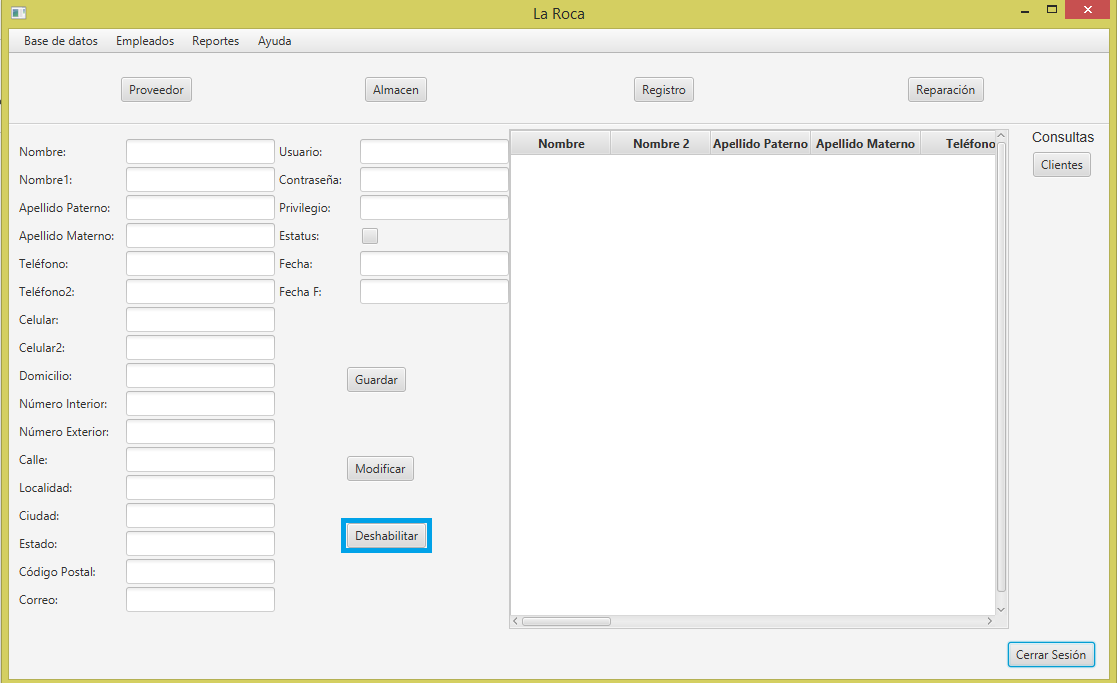 La Roca
Base de datos Empleados Reportes Ayuda
Proveedor Almacen Registro Reparación
Nombre:
Nombre1:
Apellido Paterno:
Apellido Materno:
Teléfono:
Teléfono2:
Celular:
Celular2:
Domicilio:
Número Interior:
Número Exterior:
Calle:
Localidad:
Ciudad:
Estado:
Código Postal:
Correo:
Usuario:
Contraseña:
Privilegio:
Estatus:
Fecha:
Fecha F:
Guardar
Modificar
Deshabilitar
Nombre Nombre 2 Apellido Paterno Apellido Materno Teléfono
Consultas
Clientes
Cerrar Sesión